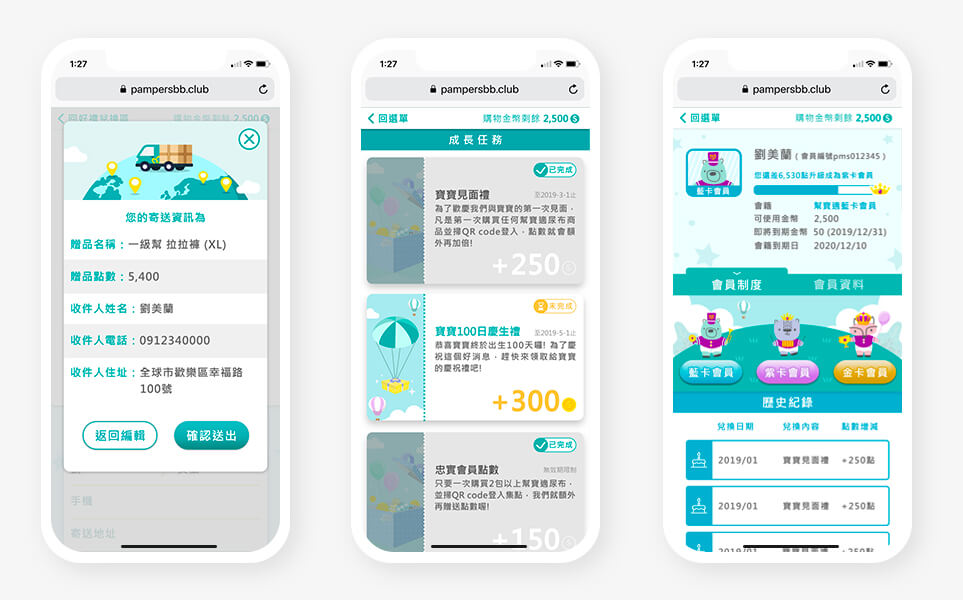 1:27
pampersbb.club
回好禮兌換區
購物金幣剩餘 2,500 S
您的寄送資訊為
贈品名稱：一級幫 拉拉褲 (XL)
贈品點數：5,400
收件人姓名：劉美蘭
收件人電話：0912340000
收件人住址：全球市歡樂區幸福路
100號
返回編輯
確認送出
手機
寄送地址
1:27
pampersbb.club
回選單
購物金幣剩餘 2,500 S
成長任務
已完成
寶寶見面禮
至2019-3-1止
為了歡慶我們與寶寶的第一次見面，
凡是第一次購買任何幫寶適尿布商
品並掃QR code登入，點數就會額
外再加倍!
+250
未完成
寶寶100日慶生禮
至2019-5-1止
恭喜寶寶終於出生100天囉! 為了慶
祝這個好消息，趕快來領取給寶寶
的慶祝禮吧!
+300
已完成
忠實會員點數
無效期限制
只要一次購買2包以上幫寶適尿布，
並掃QR code登入集點，我們就額外
再贈送點數喔!
+150
1:27
pampersbb.club
回選單
購物金幣剩餘 2,500 S
藍卡會員
劉美蘭 ( 會員編號pms012345 )
您還差6,530點升級成為紫卡會員
會籍
幫寶適藍卡會員
可使用金幣
2,500
即將到期金幣
50 (2019/12/31)
會籍到期日
2020/12/10
會員制度
會員資料
藍卡會員
紫卡會員
金卡會員
歷史紀錄
兌換日期
兌換內容
點數增減
2019/01
寶寶見面禮
+250點
2019/01
寶寶見面禮
+250點
2019/01
寶寶見面禮
+250點